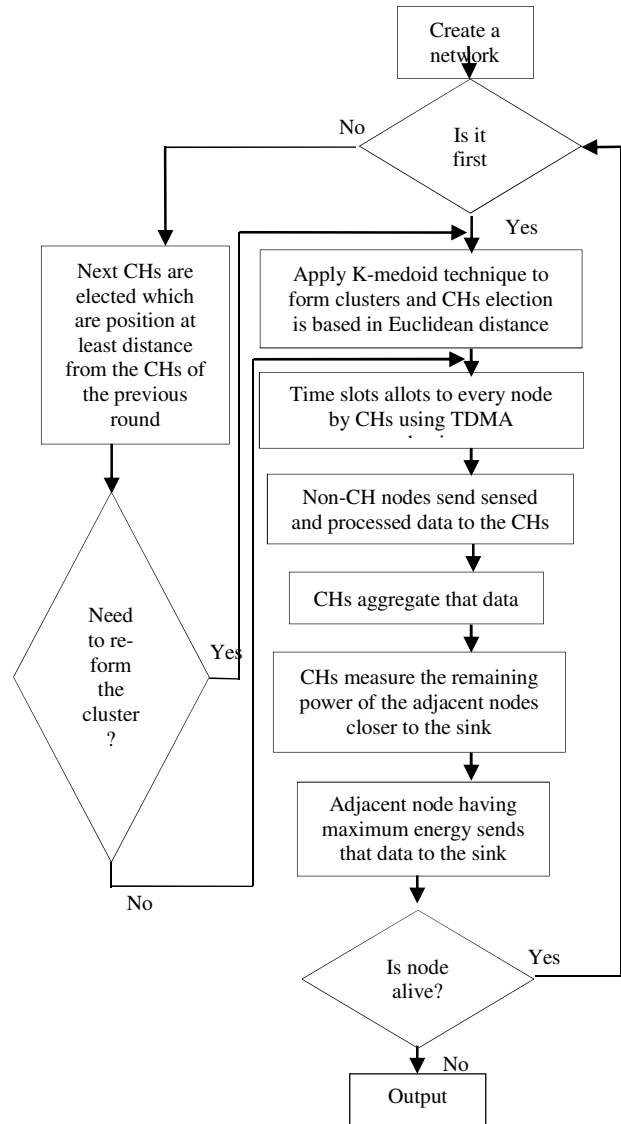 Create a
network
No
Is it
first
Yes
Next CHs are
elected which
are position at
least distance
from the CHs of
the previous
round
Apply K-medoid technique to
form clusters and CHs election
is based in Euclidean distance
Time slots allots to every node
by CHs using TDMA
Non-CH nodes send sensed
and processed data to the CHs
CHs aggregate that data
Need
to re-
form
the
cluster
?
Yes
CHs measure the remaining
power of the adjacent nodes
closer to the sink
Adjacent node having
maximum energy sends
that data to the sink
No
Is node
alive?
Yes
No
Output